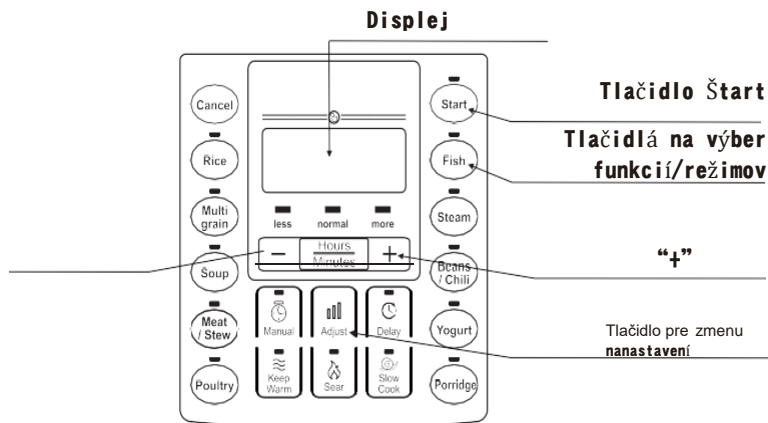 Displej
Cancel
Start
Tlačidlo Štart
Rice
Fish
Tlačidlá na výber
funkcií/režimov
Multi
grain
less
normal
more
Steam
−
Hours
Minutes
+
“+”
Soup
Beans
/ Chili
Meat
/ Stew
Manual
Adjust
Delay
Yogurt
Tlačidlo pre zmenu
nanastavení
Poultry
Keep
Warm
Sear
Slow
Cook
Porridge